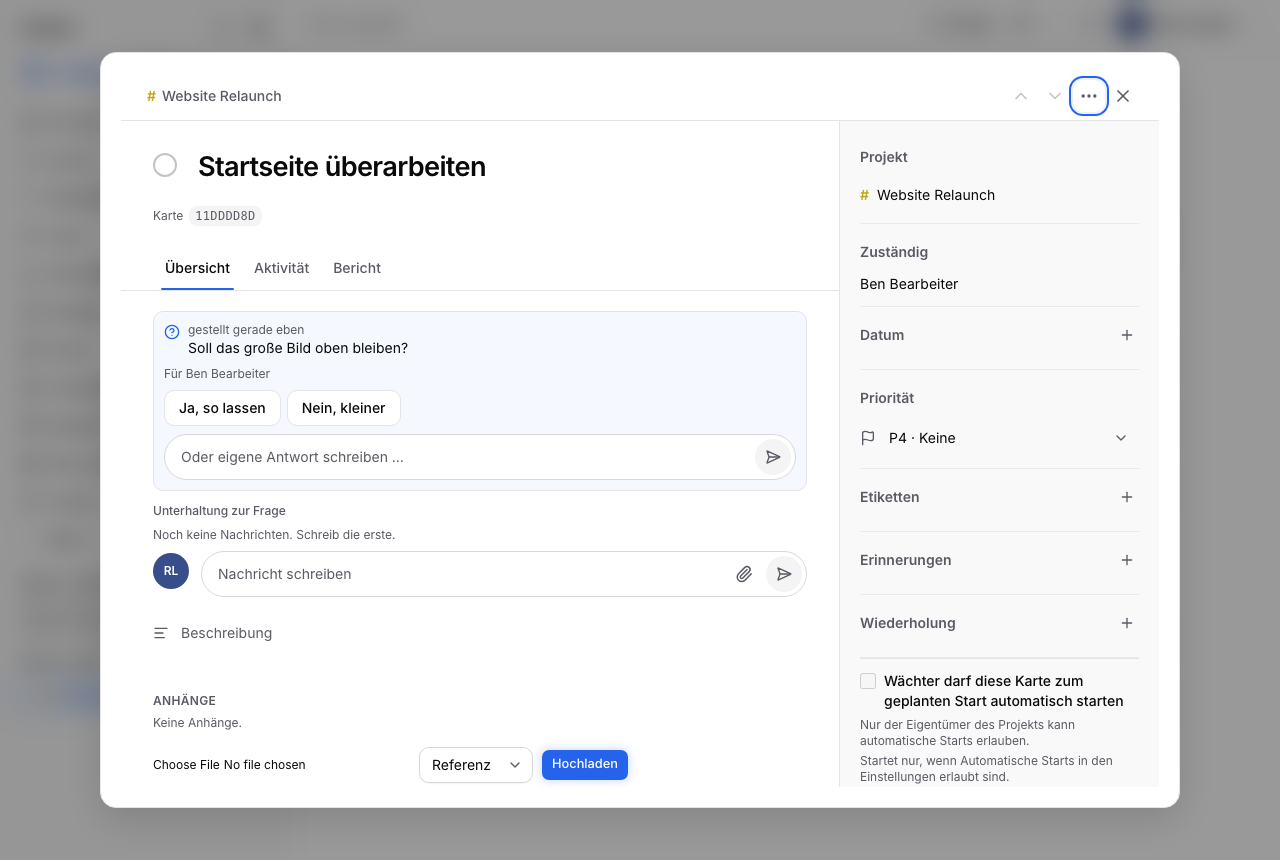 # Website Relaunch
Startseite überarbeiten
Karte 11DDDD8D
Übersicht Aktivität Bericht
gestellt gerade eben
Soll das große Bild oben bleiben?
Für Ben Bearbeiter
Ja, so lassen Nein, kleiner
Oder eigene Antwort schreiben ...
Unterhaltung zur Frage
Noch keine Nachrichten. Schreib die erste.
RL Nachricht schreiben
Beschreibung
ANHÄNGE
Keine Anhänge.
Choose File No file chosen Referenz Hochladen
Projekt
# Website Relaunch
Zuständig
Ben Bearbeiter
Datum
Priorität
P4 · Keine
Etiketten
Erinnerungen
Wiederholung
Wächter darf diese Karte zum
geplanten Start automatisch starten
Nur der Eigentümer des Projekts kann
automatische Starts erlauben.
Startet nur, wenn Automatische Starts in den
Einstellungen erlaubt sind.